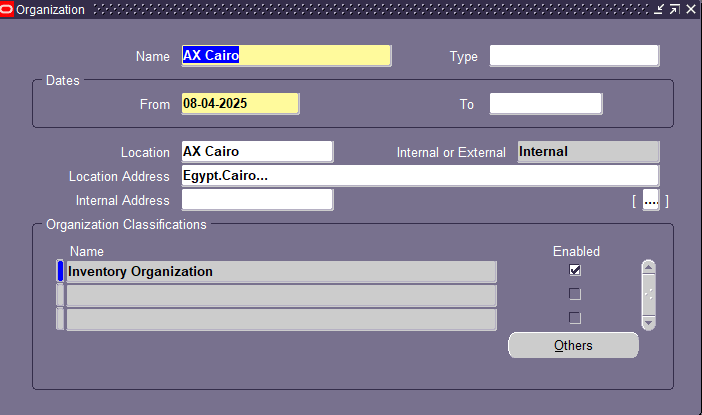 Organization
Name AX Cairo Type
Dates
From 08-04-2025 To
Location AX Cairo Internal or External Internal
Location Address Egypt.Cairo...
Internal Address
[ .... ]
Organization Classifications
Name Enabled
Inventory Organization
Others